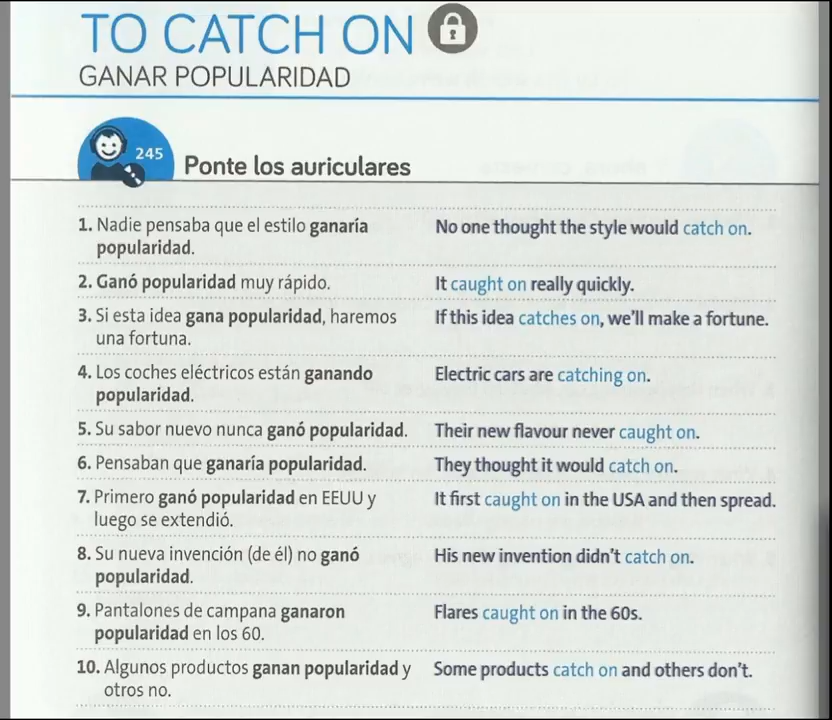 TO CATCH ON
GANAR POPULARIDAD
245
Ponte los auriculares
1. Nadie pensaba que el estilo ganaría
popularidad.
No one thought the style would catch on.
2. Ganó popularidad muy rápido.
It caught on really quickly.
3. Si esta idea gana popularidad, haremos
una fortuna.
If this idea catches on, we'll make a fortune.
4. Los coches eléctricos están ganando
popularidad.
Electric cars are catching on.
5. Su sabor nuevo nunca ganó popularidad.
Their new flavour never caught on.
6. Pensaban que ganaría popularidad.
They thought it would catch on.
7. Primero ganó popularidad en EEUU y
luego se extendió.
It first caught on in the USA and then spread.
8. Su nueva invención (de él) no ganó
popularidad.
His new invention didn't catch on.
9. Pantalones de campana ganaron
popularidad en los 60.
Flares caught on in the 60s.
10. Algunos productos ganan popularidad y
otros no.
Some products catch on and others don't.